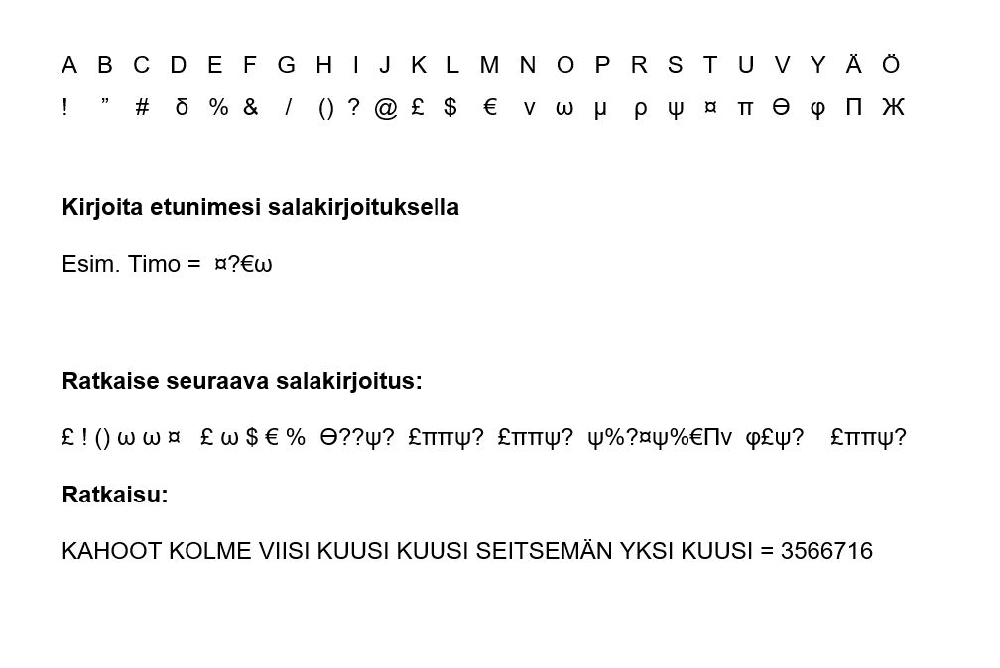 A B C D E F G H I J K L M N O P R S T U V Y Ä Ö
! ” # δ % & / () ? @ £ $ € ν ω μ ρ ψ ¤ π Ө φ Π Ж
Kirjoita etunimesi salakirjoituksella
Esim. Timo = ¤?€ω
Ratkaise seuraava salakirjoitus:
£ ! () ω ω ¤ £ ω $ € % Ө??ψ? £ππψ? £ππψ? ψ%?¤ψ%€Πν φ£ψ? £ππψ?
Ratkaisu:
KAHOOT KOLME VIISI KUUSI KUUSI SEITSEMÄN YKSI KUUSI = 3566716